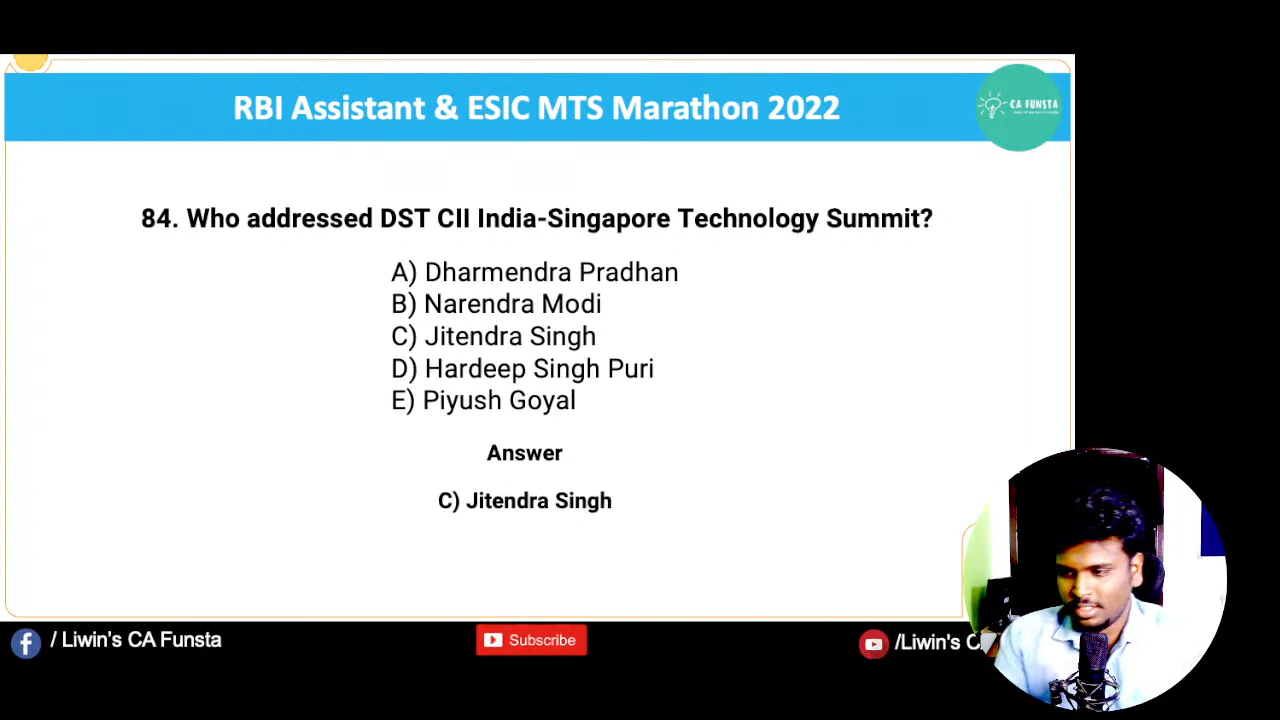 RBI Assistant & ESIC MTS Marathon 2022
CA FUNSTA
84. Who addressed DST CII India-Singapore Technology Summit?
A) Dharmendra Pradhan
B) Narendra Modi
C) Jitendra Singh
D) Hardeep Singh Puri
E) Piyush Goyal
Answer
C) Jitendra Singh
/ Liwin's CA Funsta
Subscribe
/Liwin's